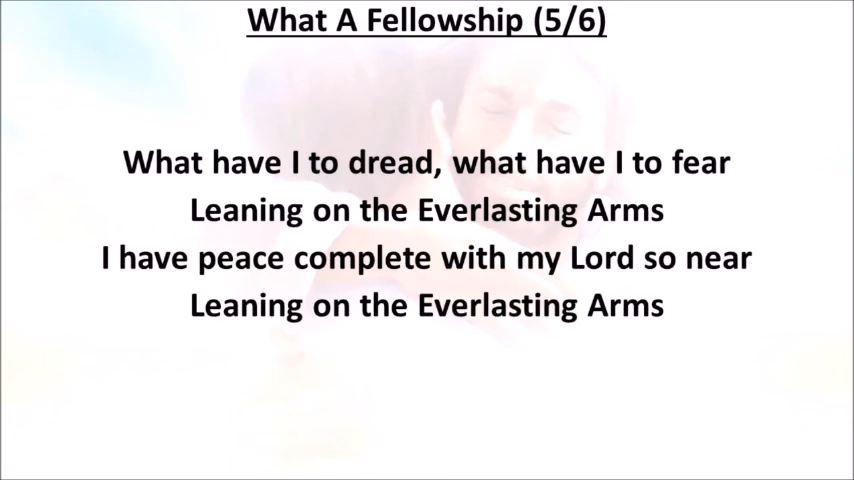 What A Fellowship (5/6)
What have I to dread, what have I to fear
Leaning on the Everlasting Arms
I have peace complete with my Lord so near
Leaning on the Everlasting Arms